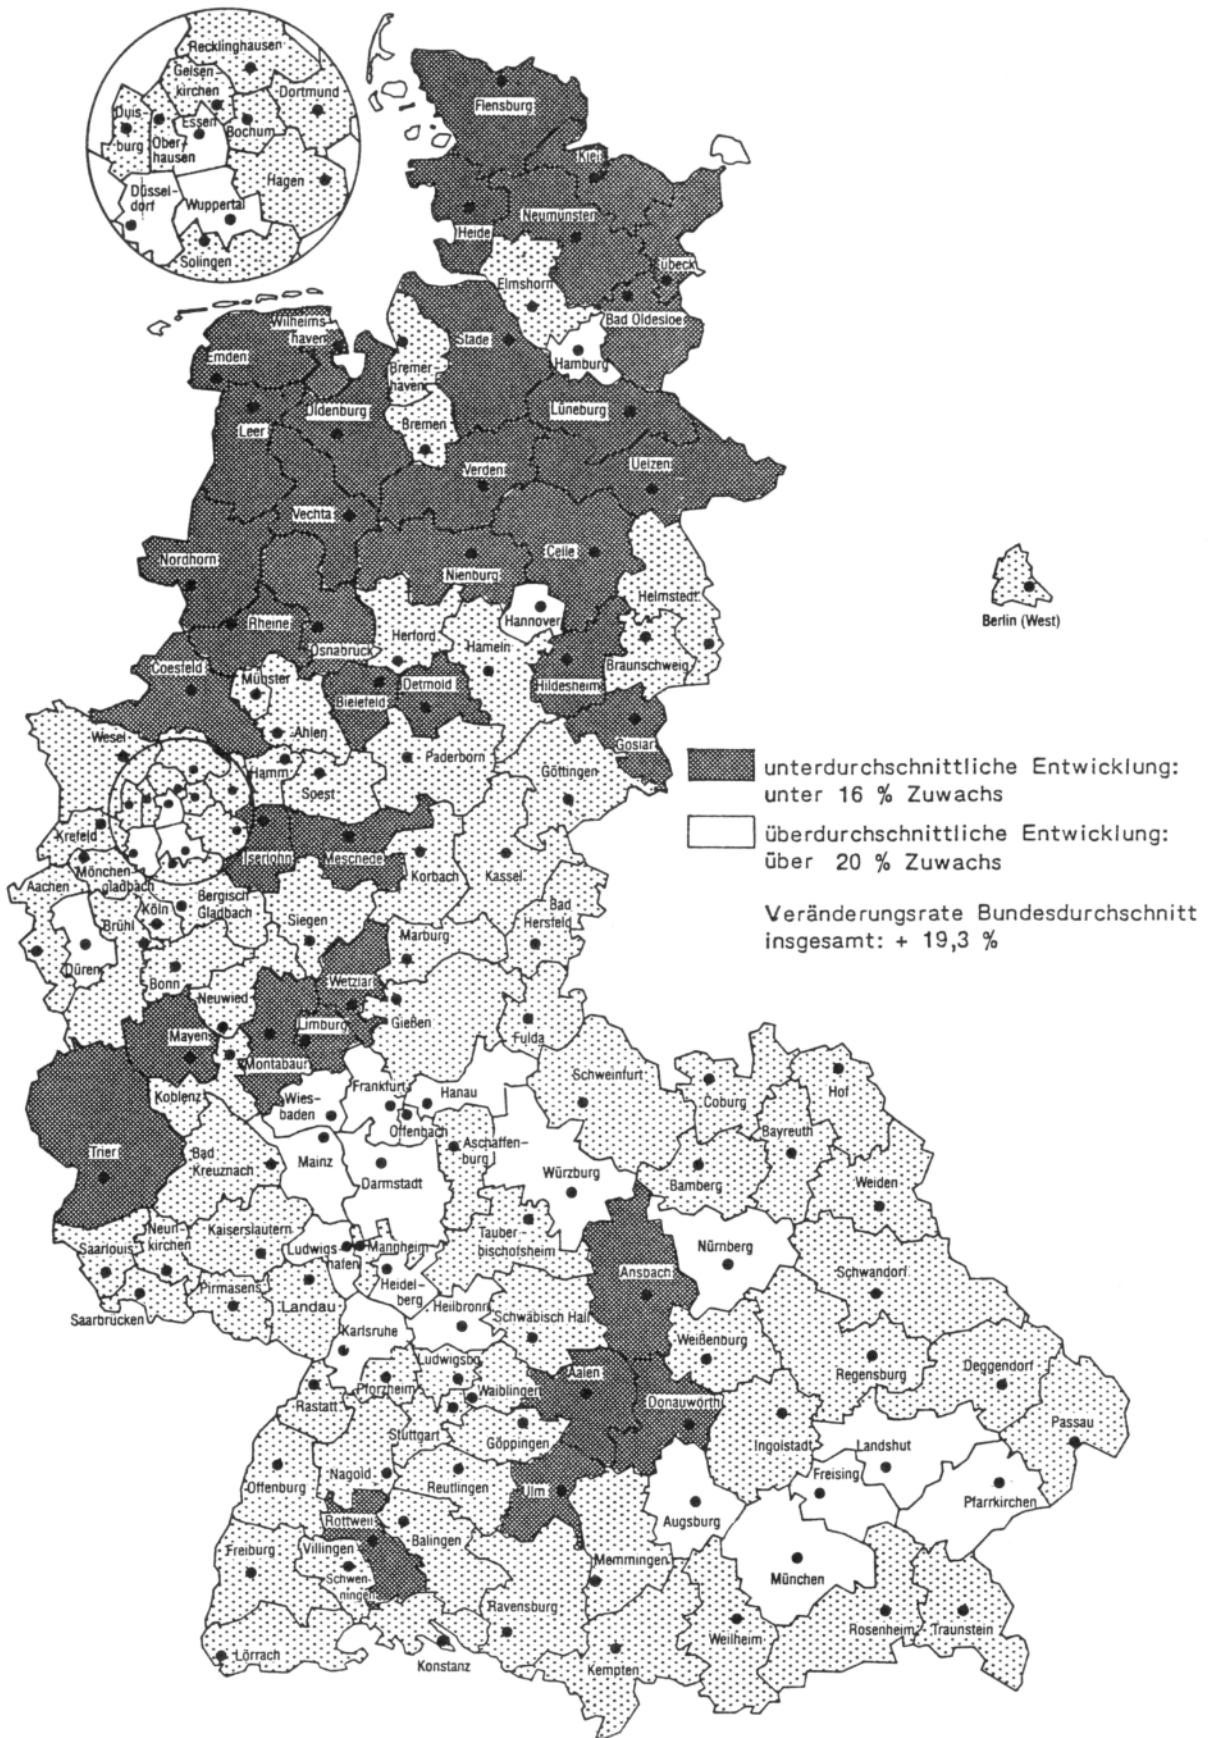 Recklinghausen
Gelsen-
kirchen
Dortmund
Duis-
burg
Essen
Bochum
Ober-
hausen
Hagen
Düssel-
dorf
Wuppertal
Solingen
Flensburg
Kiel
Neumünster
Heide
Lübeck
Elmshorn
Bad Oldesloe
Wilhelms-
haven
Stade
Hamburg
Emden
Bremer-
haven
Oldenburg
Lüneburg
Leer
Bremen
Verden
Uelzen
Vechta
Nordhorn
Nienburg
Celle
Helmstedt
Rheine
Hannover
Berlin (West)
Osnabrück
Herford
Hameln
Coesfeld
Braunschweig
Münster
Bielefeld
Detmold
Hildesheim
Wesel
Ahlen
Goslar
Paderborn
Hamm
Göttingen
Soest
unterdurchschnittliche Entwicklung:
unter 16 % Zuwachs
Krefeld
Iserlohn
Meschede
überdurchschnittliche Entwicklung:
über 20 % Zuwachs
Mönchen-
gladbach
Korbach
Kassel
Aachen
Bergisch
Gladbach
Bad
Hersfeld
Köln
Brühl
Siegen
Marburg
Veränderungsrate Bundesdurchschnitt
insgesamt: + 19,3 %
Düren
Bonn
Wetzlar
Neuwied
Gießen
Limburg
Fulda
Mayen
Montabaur
Schweinfurt
Koblenz
Wies-
baden
Frankfurt
Hanau
Coburg
Hof
Offenbach
Bayreuth
Trier
Bad
Kreuznach
Mainz
Aschaffen-
burg
Darmstadt
Würzburg
Bamberg
Weiden
Saarlouis
Neun-
kirchen
Kaiserslautern
Ludwigs-
hafen
Mannheim
Tauber
bischofsheim
Nürnberg
Ansbach
Schwandorf
Pirmasens
Heidel-
berg
Saarbrücken
Landau
Heilbronn
Schwäbisch Hall
Karlsruhe
Weißenburg
Ludwigsbg.
Aalen
Regensburg
Deggendorf
Pforzheim
Waiblingen
Rastatt
Donauwörth
Passau
Stuttgart
Göppingen
Ingolstadt
Landshut
Nagold
Reutlingen
Freising
Offenburg
Ulm
Pfarrkirchen
Rottweil
Augsburg
Balingen
Freiburg
Villingen
Schwen-
ningen
Memmingen
München
Ravensburg
Weilheim
Rosenheim
Traunstein
Lörrach
Konstanz
Kempten